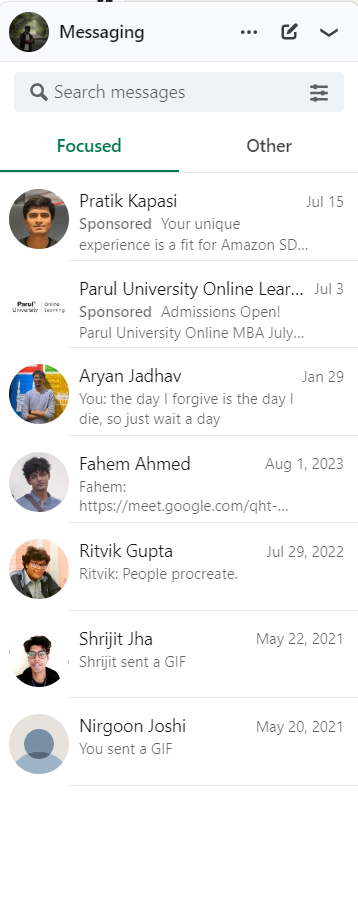 Messaging
Search messages
Focused Other
Pratik Kapasi Jul 15
Sponsored Your unique
experience is a fit for Amazon SD...
Parul University Online Lear... Jul 3
Parul University Online Learning
Sponsored Admissions Open!
Parul University Online MBA July...
Aryan Jadhav Jan 29
You: the day I forgive is the day I
die, so just wait a day
Fahem Ahmed Aug 1, 2023
Fahem:
https://meet.google.com/qht-...
Ritvik Gupta Jul 29, 2022
Ritvik: People procreate.
Shrijit Jha May 22, 2021
Shrijit sent a GIF
Nirgoon Joshi May 20, 2021
You sent a GIF